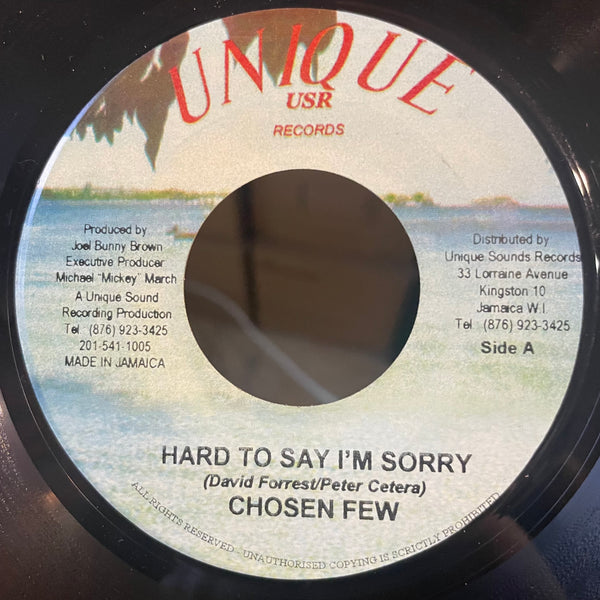 UNIQUE
USR
RECORDS
Produced by
Joel Bunny Brown
Executive Producer
Michael "Mickey" March
A Unique Sound
Recording Production
Tel: (876) 923-3425
201-541-1005
MADE IN JAMAICA
Distributed by
Unique Sounds Records
33 Lorraine Avenue
Kingston 10
Jamaica W.I
Tel: (876) 923-3425
Side A
HARD TO SAY I'M SORRY
(David Forrest/Peter Cetera)
CHOSEN FEW
ALL RIGHTS RESERVED - UNAUTHORISED COPYING IS SCRICTLY PROHIBITED